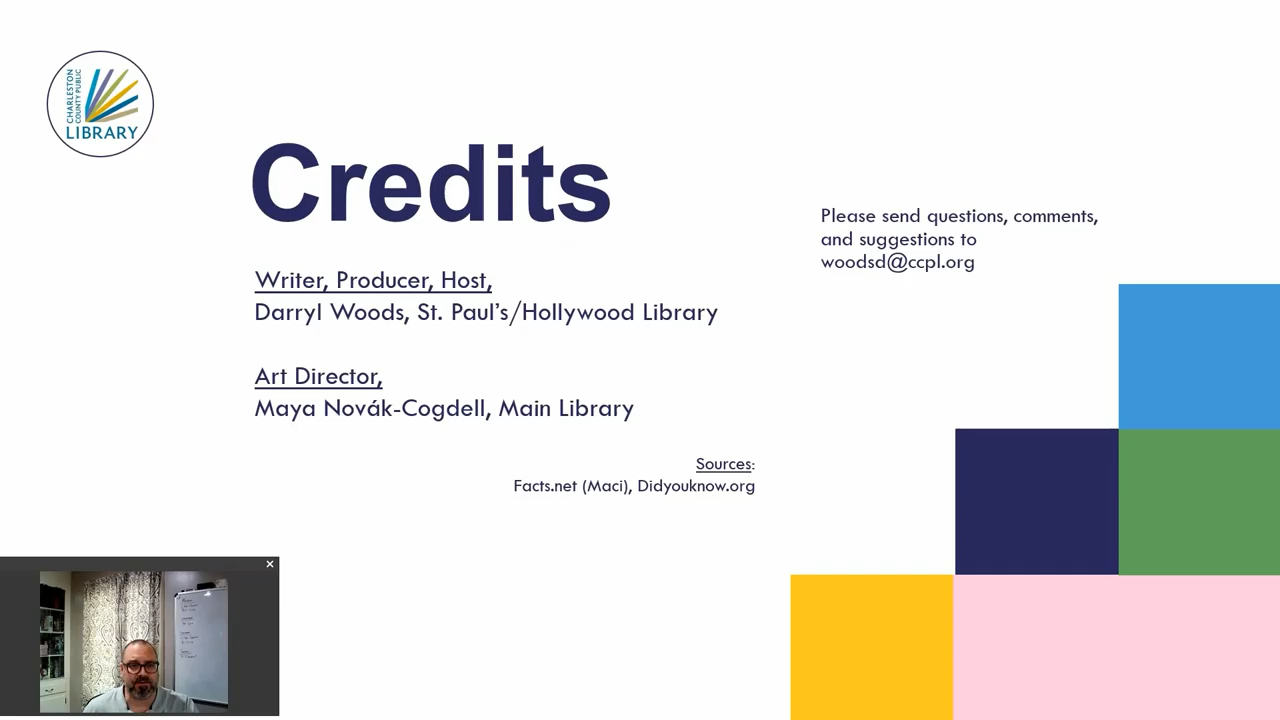 CHARLESTON
COUNTY PUBLIC
LIBRARY
Credits
Please send questions, comments,
and suggestions to
woodsd@ccpl.org
Writer, Producer, Host,
Darryl Woods, St. Paul's/Hollywood Library
Art Director,
Maya Novák-Cogdell, Main Library
Sources:
Facts.net (Maci), Didyouknow.org